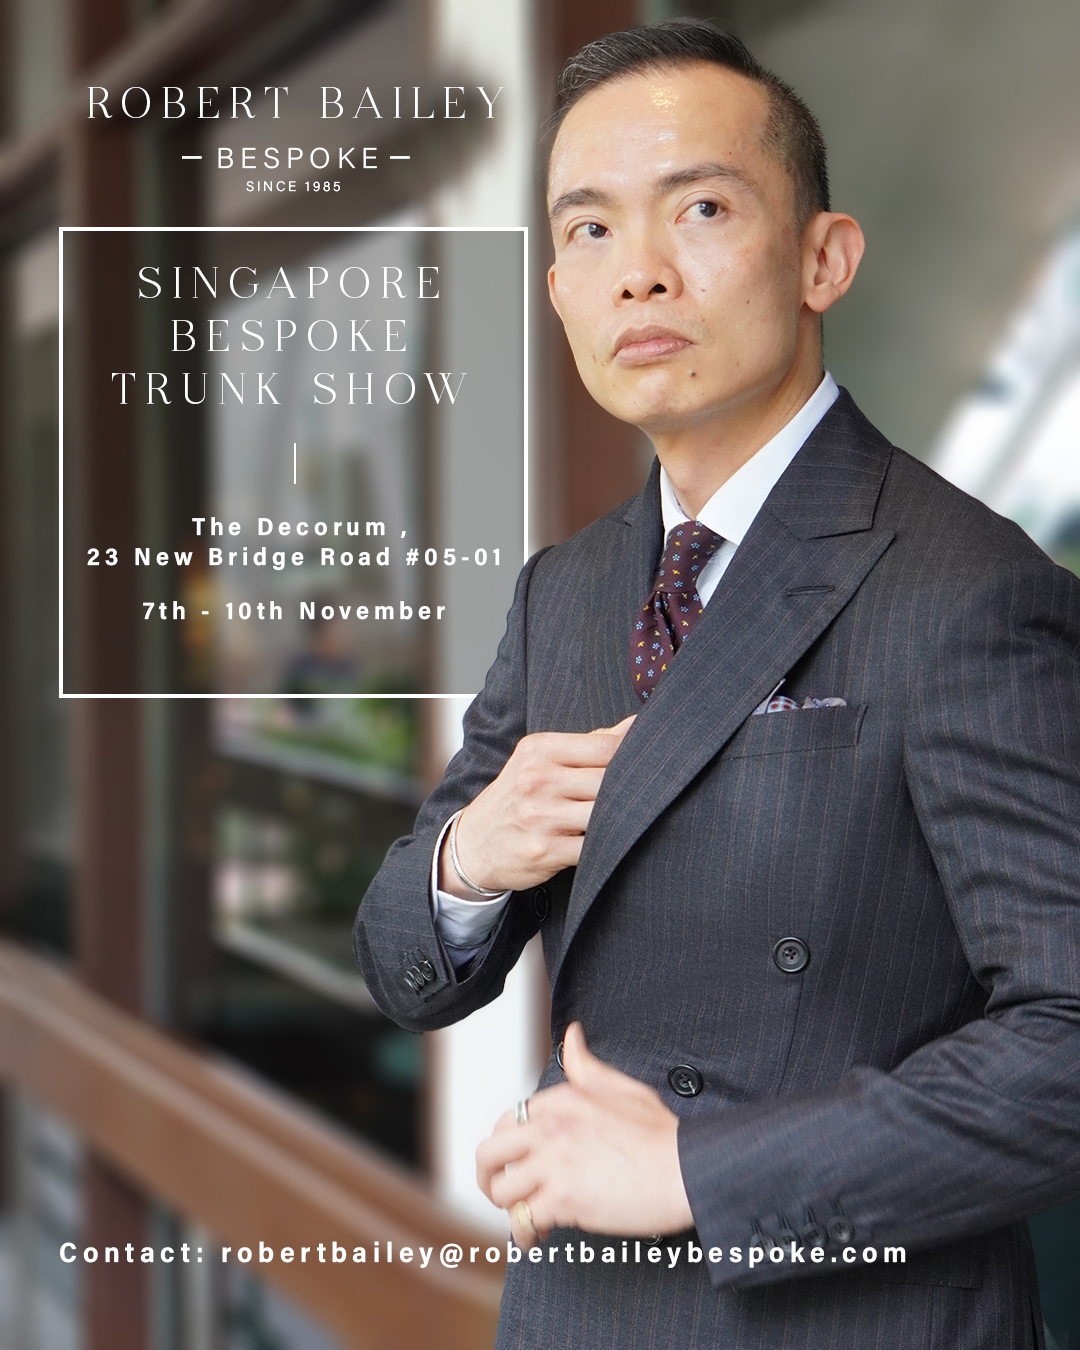 ROBERT BAILEY
— BESPOKE —
SINCE 1985
SINGAPORE
BESPOKE
TRUNK SHOW
The Decorum ,
23 New Bridge Road #05-01
7th - 10th November
Contact: robertbailey@robertbaileybespoke.com